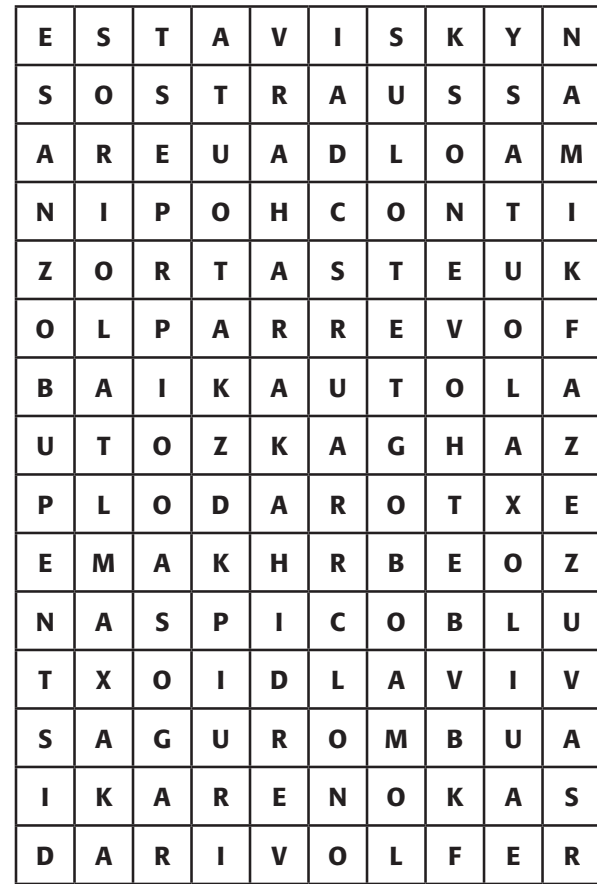 E S T A V I S K Y N
S O S T R A U S S A
A R E U A D L O A M
N I P O H C O N T I
Z O R T A S T E U K
O L P A R R E V O F
B A I K A U T O L A
U T O Z K A G H A Z
P L O D A R O T X E
E M A K H R B E O Z
N A S P I C O B L U
T X O I D L A V I V
S A G U R O M B U A
I K A R E N O K A S
D A R I V O L F E R